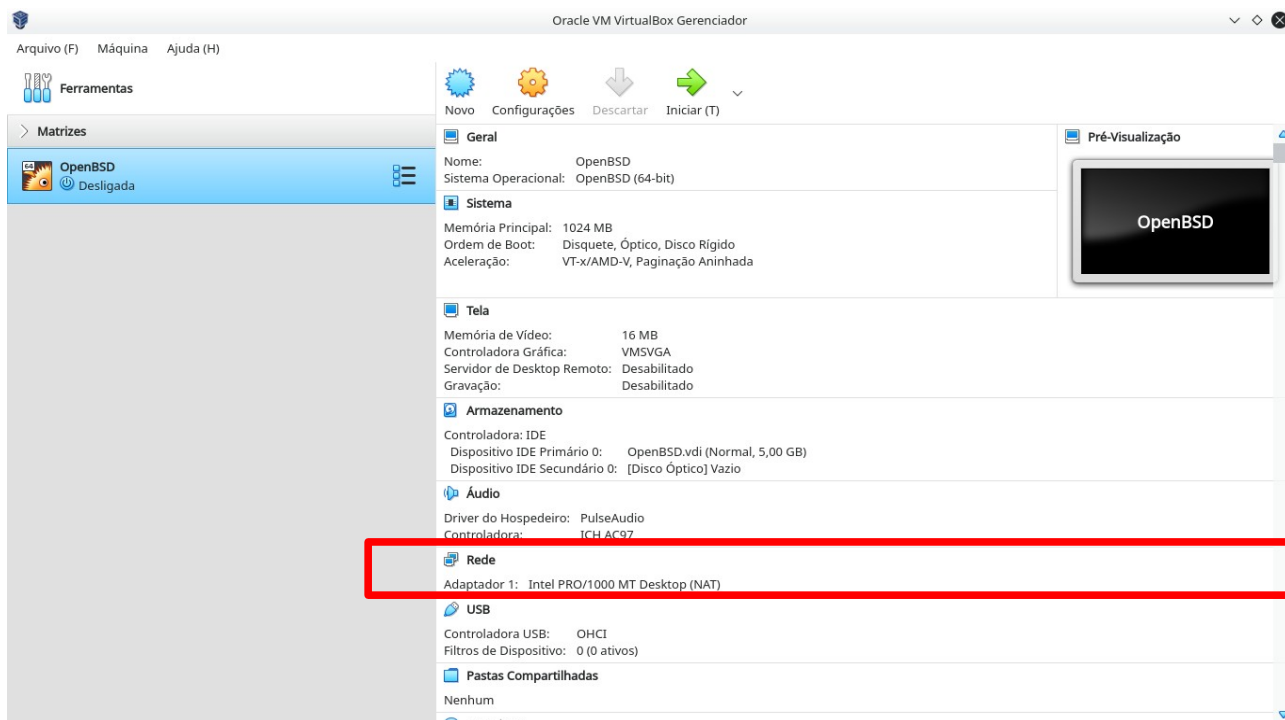 Oracle VM VirtualBox Gerenciador
Arquivo (F) Máquina Ajuda (H)
Ferramentas
Novo Configurações Descartar Iniciar (T)
Matrizes
64 OpenBSD
Desligada
Geral
Nome: OpenBSD
Sistema Operacional: OpenBSD (64-bit)
Pré-Visualização
OpenBSD
Sistema
Memória Principal: 1024 MB
Ordem de Boot: Disquete, Óptico, Disco Rígido
Aceleração: VT-x/AMD-V, Paginação Aninhada
Tela
Memória de Vídeo: 16 MB
Controladora Gráfica: VMSVGA
Servidor de Desktop Remoto: Desabilitado
Gravação: Desabilitado
Armazenamento
Controladora: IDE
Dispositivo IDE Primário 0: OpenBSD.vdi (Normal, 5,00 GB)
Dispositivo IDE Secundário 0: [Disco Óptico] Vazio
Áudio
Driver do Hospedeiro: PulseAudio
Controladora: ICH AC97
Rede
Adaptador 1: Intel PRO/1000 MT Desktop (NAT)
USB
Controladora USB: OHCI
Filtros de Dispositivo: 0 (0 ativos)
Pastas Compartilhadas
Nenhum